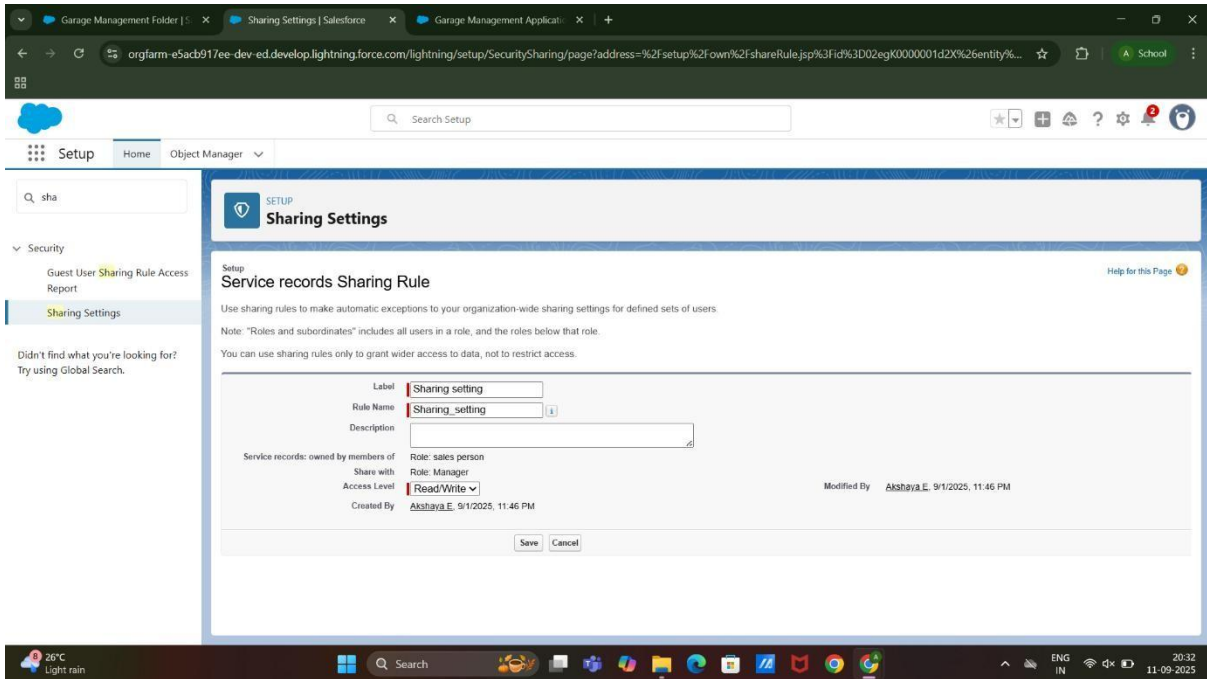 Garage Management Folder | S
Sharing Settings | Salesforce
Garage Management Applicatic
orgfarm-e5acb917ee-dev-ed.develop.lightning.force.com/lightning/setup/SecuritySharing/page?address=%2Fsetup%2Fown%2FshareRule.jsp%3Fid%3D02egK0000001d2X%26entity%...
A School
Search Setup
2
Setup Home Object Manager
sha
Security
Guest User Sharing Rule Access
Report
Sharing Settings
Didn't find what you're looking for?
Try using Global Search.
SETUP
Sharing Settings
Setup
Service records Sharing Rule
Help for this Page
Use sharing rules to make automatic exceptions to your organization-wide sharing settings for defined sets of users
Note: "Roles and subordinates" includes all users in a role, and the roles below that role.
You can use sharing rules only to grant wider access to data, not to restrict access.
Label Sharing setting
Rule Name Sharing_setting
Description
Service records: owned by members of Role: sales person
Share with Role: Manager
Access Level Read/Write Modified By Akshaya E, 9/1/2025, 11:46 PM
Created By Akshaya E, 9/1/2025, 11:46 PM
Save Cancel
8
26°C
Light rain
Search
ENG
IN
20:32
11-09-2025